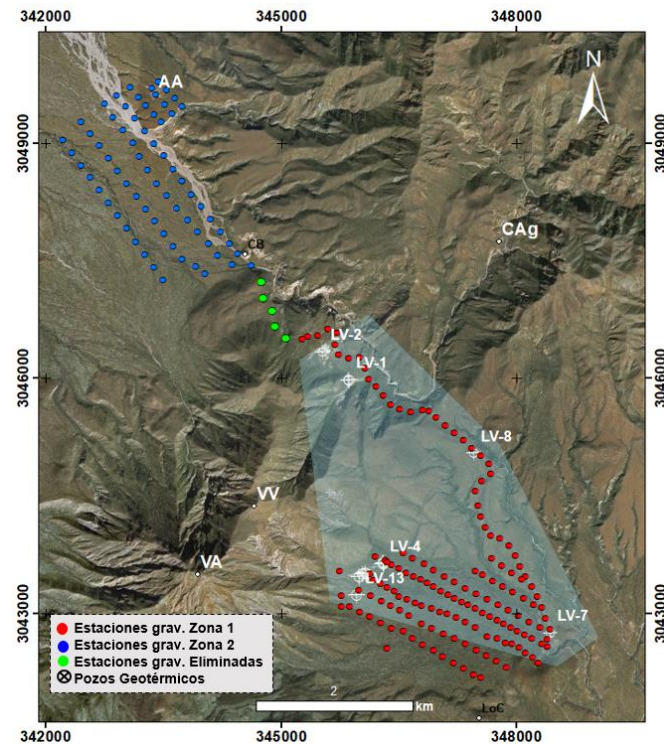 342000 345000 348000
N
AA
3049000 3049000
CAg
CB
LV-2
LV-1
3046000 3046000
LV-8
VV
LV-4
VA
LV-13
3043000 LV-7 3043000
Estaciones grav. Zona 1
Estaciones grav. Zona 2
Estaciones grav. Eliminadas
Pozos Geotérmicos
2
km
LoC
342000 345000 348000